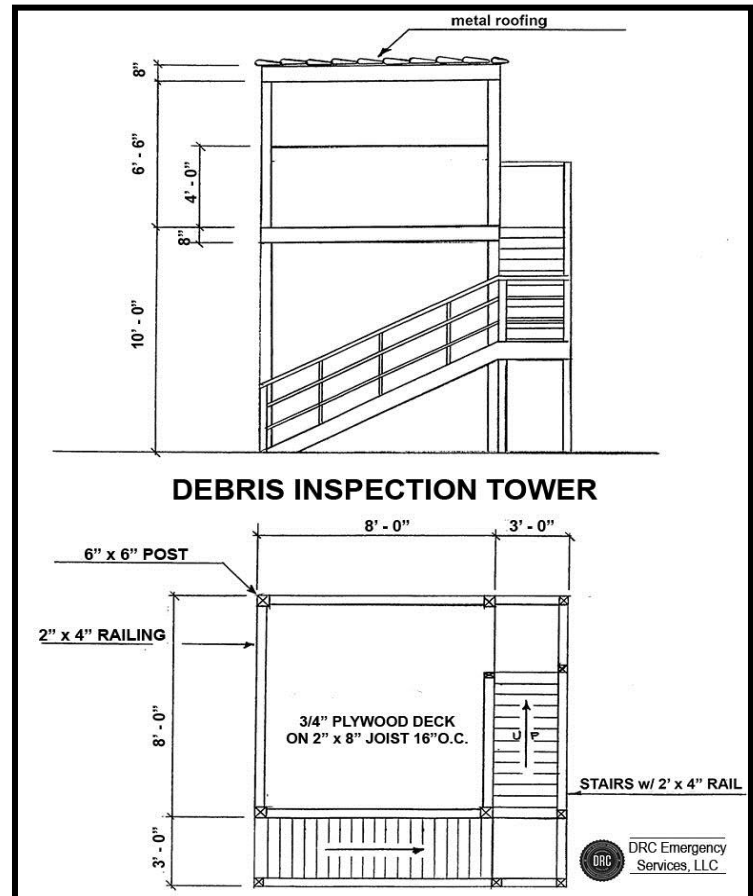 metal roofing
8”
6’ - 6”
4’ - 0”
8”
10’ - 0”
DEBRIS INSPECTION TOWER
8’ - 0”
3’ - 0”
6” x 6” POST
2” x 4” RAILING
8’ - 0”
3/4” PLYWOOD DECK
ON 2” x 8” JOIST 16”O.C.
UP
STAIRS w/ 2’ x 4” RAIL
3’ - 0”
DRC
DRC Emergency
Services, LLC